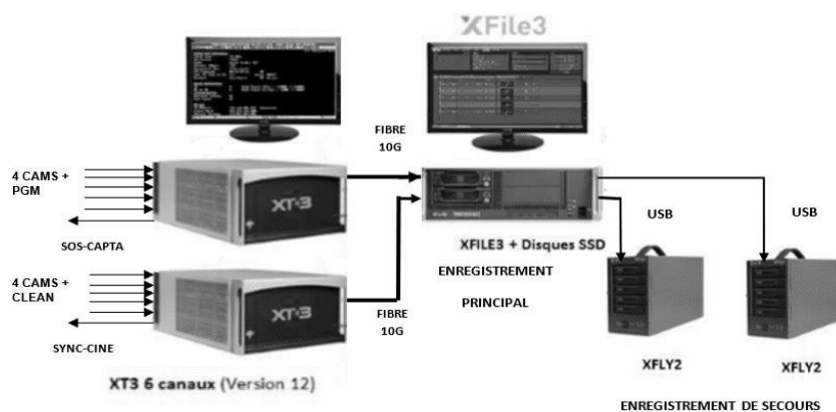 XFile3
FIBRE
10G
4 CAMS +
PGM
XT3
SOS-CAPTA
USB
USB
XFILE3 + Disques SSD
ENREGISTREMENT
PRINCIPAL
4 CAMS +
CLEAN
XT3
SYNC-CINE
FIBRE
10G
XFLY2
XFLY2
XT3 6 canaux (Version 12)
ENREGISTREMENT DE SECOURS